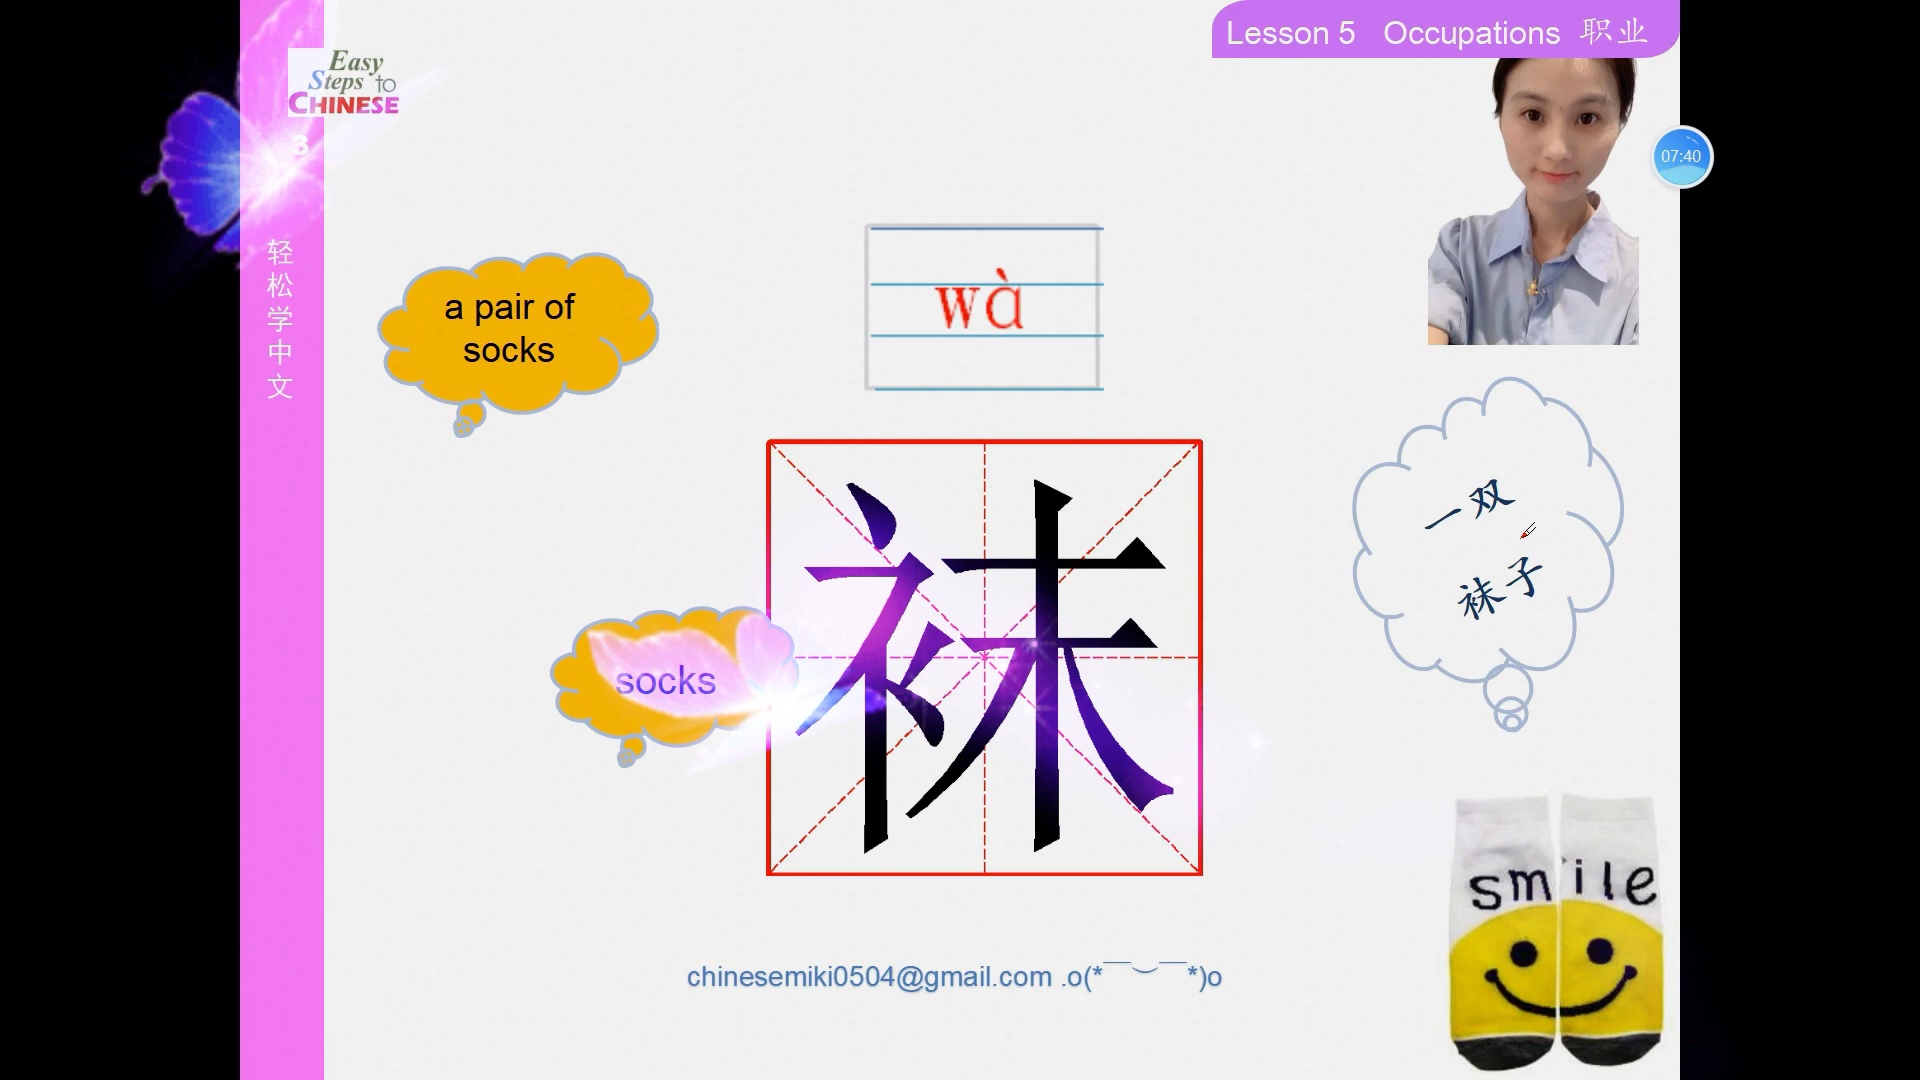 Lesson 5 Occupations 职业
Easy
Steps to
CHINESE
3
07:40
轻松学中文
a pair of
socks
wà
一双
袜子
袜
socks
smile
chinesemiki0504@gmail.com .o(*￣︶￣*)o